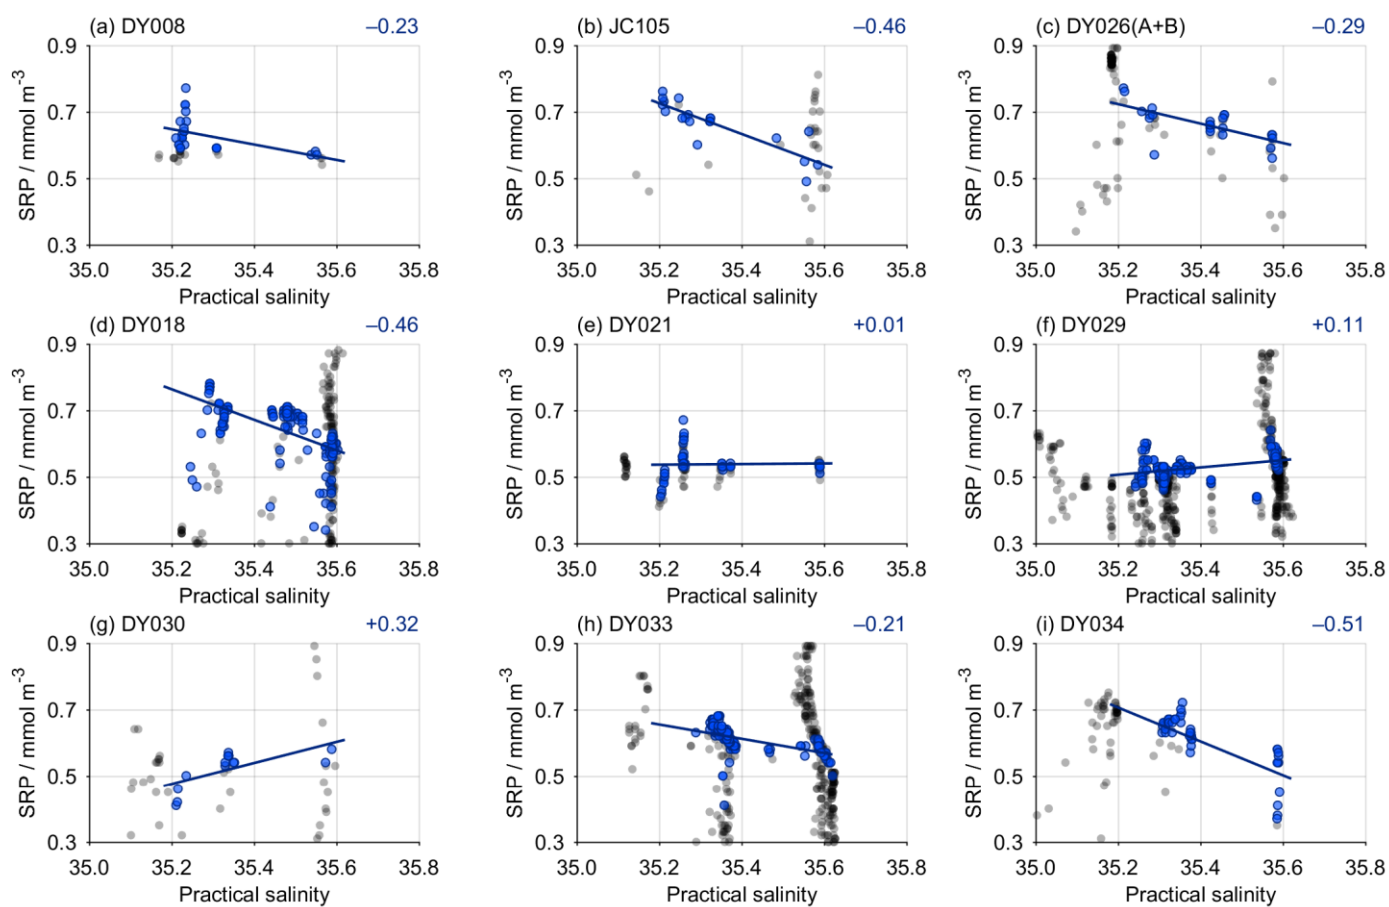 (a) DY008 –0.23
0.9
0.7
0.5
0.3
SRP / mmol m⁻³
35.0 35.2 35.4 35.6 35.8
Practical salinity
(b) JC105 –0.46
0.9
0.7
0.5
0.3
SRP / mmol m⁻³
35.0 35.2 35.4 35.6 35.8
Practical salinity
(c) DY026(A+B) –0.29
0.9
0.7
0.5
0.3
SRP / mmol m⁻³
35.0 35.2 35.4 35.6 35.8
Practical salinity
(d) DY018 –0.46
0.9
0.7
0.5
0.3
SRP / mmol m⁻³
35.0 35.2 35.4 35.6 35.8
Practical salinity
(e) DY021 +0.01
0.9
0.7
0.5
0.3
SRP / mmol m⁻³
35.0 35.2 35.4 35.6 35.8
Practical salinity
(f) DY029 +0.11
0.9
0.7
0.5
0.3
SRP / mmol m⁻³
35.0 35.2 35.4 35.6 35.8
Practical salinity
(g) DY030 +0.32
0.9
0.7
0.5
0.3
SRP / mmol m⁻³
35.0 35.2 35.4 35.6 35.8
Practical salinity
(h) DY033 –0.21
0.9
0.7
0.5
0.3
SRP / mmol m⁻³
35.0 35.2 35.4 35.6 35.8
Practical salinity
(i) DY034 –0.51
0.9
0.7
0.5
0.3
SRP / mmol m⁻³
35.0 35.2 35.4 35.6 35.8
Practical salinity